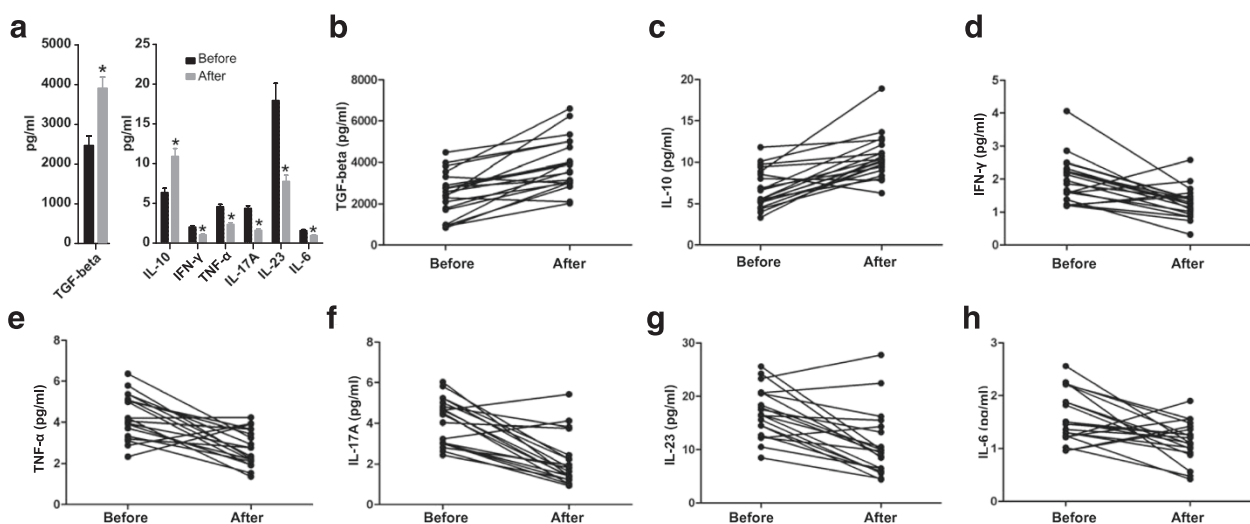 a
pg/ml
5000
4000
3000
2000
1000
0
*
TGF-beta
pg/ml
25
20
15
10
5
0
Before
After
* * * * * *
IL-10 IFN-γ TNF-α IL-17A IL-23 IL-6
b
TGF-beta (pg/ml)
8000
6000
4000
2000
0
Before After
c
IL-10 (pg/ml)
20
15
10
5
0
Before After
d
IFN-γ (pg/ml)
5
4
3
2
1
0
Before After
e
TNF-α (pg/ml)
8
6
4
2
0
Before After
f
IL-17A (pg/ml)
8
6
4
2
0
Before After
g
IL-23 (pg/ml)
30
20
10
0
Before After
h
IL-6 (pg/ml)
3
2
1
0
Before After